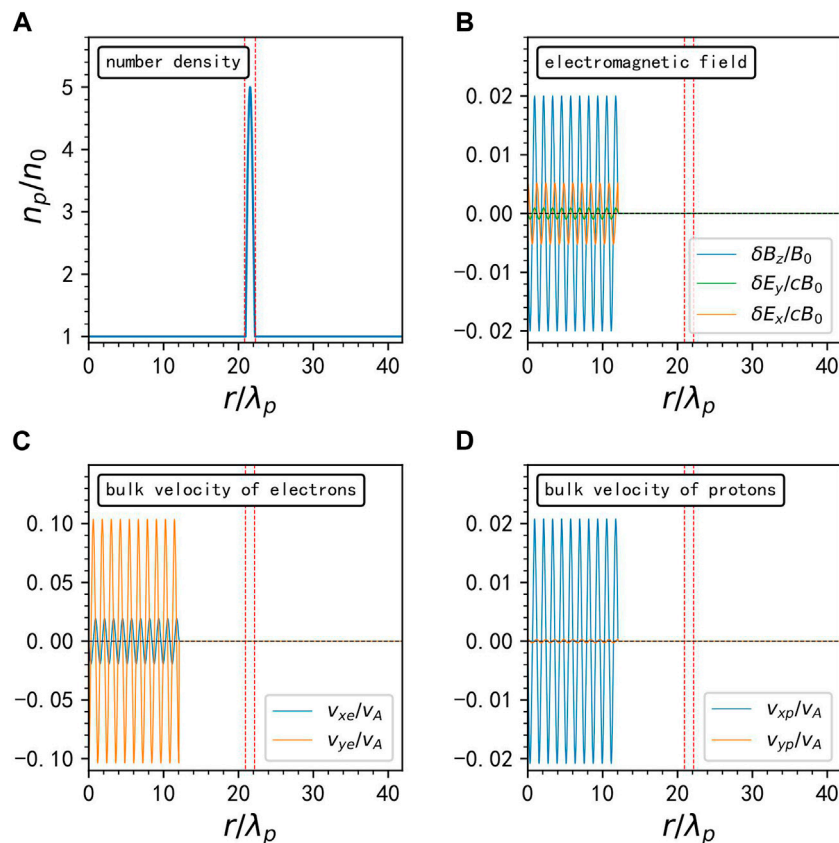 A
number density
n_p/n_0
5
4
3
2
1
0
10
20
30
40
r/λ_p
B
electromagnetic field
0.02
0.01
0.00
−0.01
−0.02
δB_z/B_0
δE_y/cB_0
δE_x/cB_0
0
10
20
30
40
r/λ_p
C
bulk velocity of electrons
0.10
0.05
0.00
−0.05
−0.10
v_xe/v_A
v_ye/v_A
0
10
20
30
40
r/λ_p
D
bulk velocity of protons
0.02
0.01
0.00
−0.01
−0.02
v_xp/v_A
v_yp/v_A
0
10
20
30
40
r/λ_p